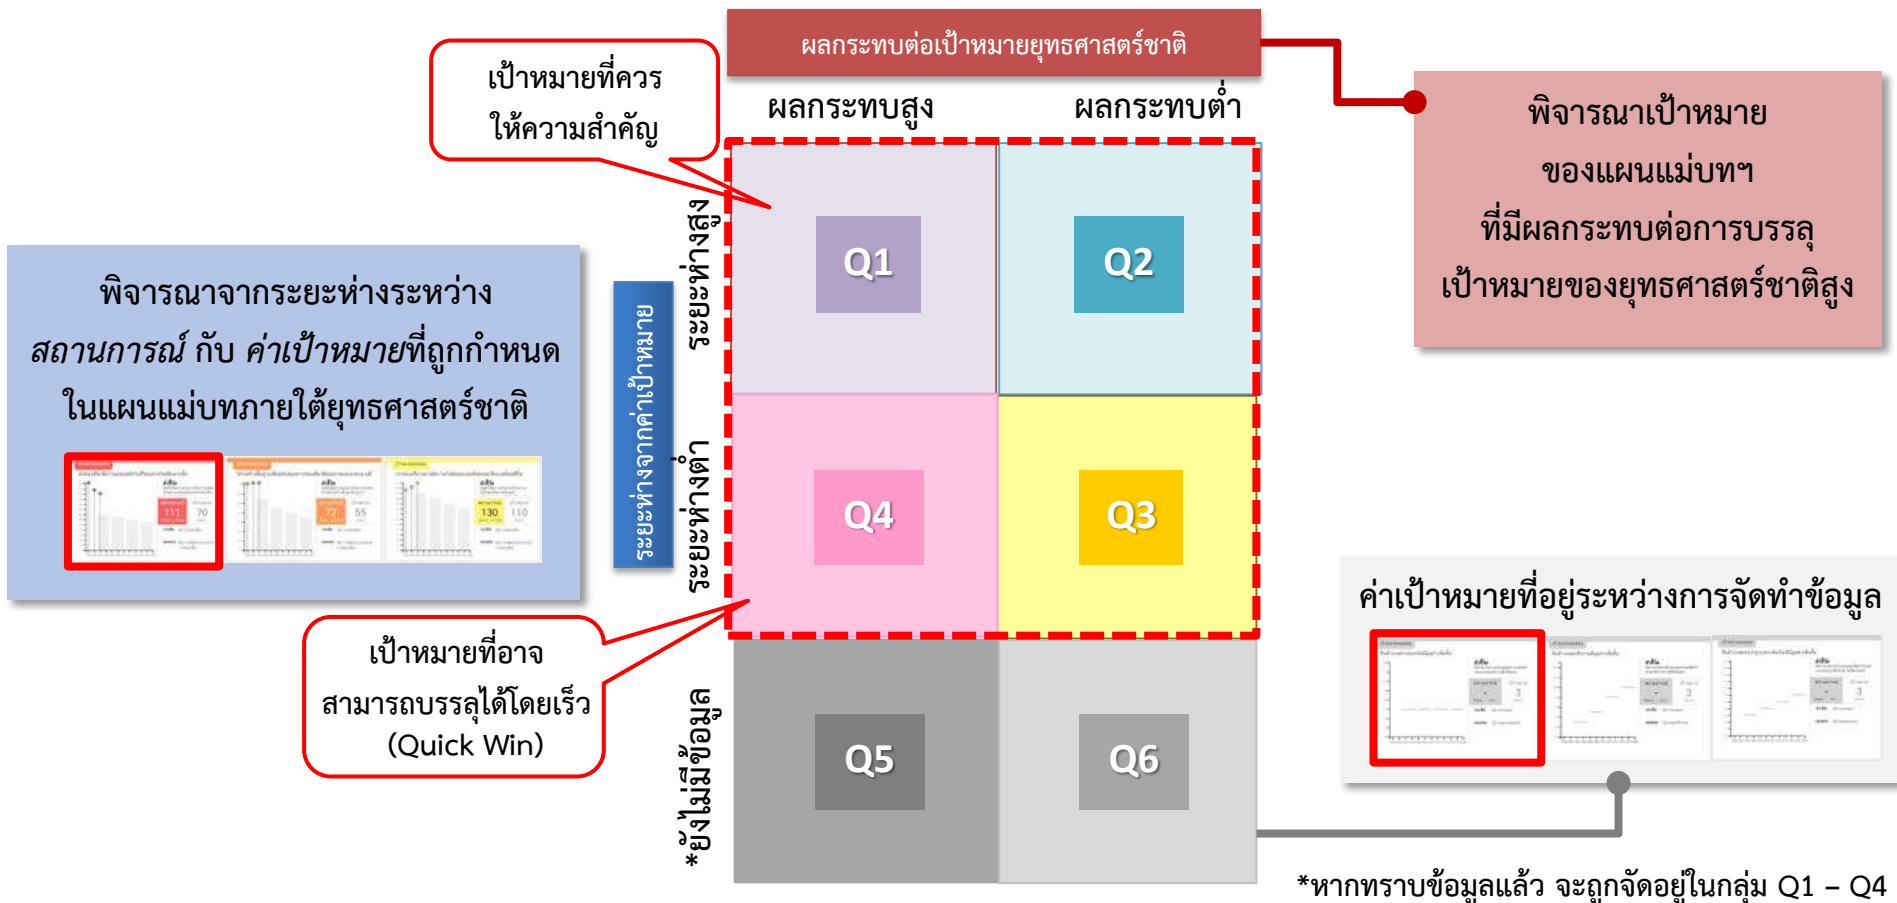 ผลกระทบต่อเป้าหมายยุทธศาสตร์ชาติ
ผลกระทบสูง
ผลกระทบต่ำ
เป้าหมายที่ควร
ให้ความสำคัญ
พิจารณาเป้าหมาย
ของแผนแม่บทฯ
ที่มีผลกระทบต่อการบรรลุ
เป้าหมายของยุทธศาสตร์ชาติสูง
พิจารณาจากระยะห่างระหว่าง
สถานการณ์ กับ ค่าเป้าหมายที่ถูกกำหนด
ในแผนแม่บทภายใต้ยุทธศาสตร์ชาติ
111
70
72
55
130
110
ระยะห่างจากค่าเป้าหมาย
ระยะห่างสูง
ระยะห่างต่ำ
*ยังไม่มีข้อมูล
Q1
Q2
Q4
Q3
Q5
Q6
เป้าหมายที่อาจ
สามารถบรรลุได้โดยเร็ว
(Quick Win)
ค่าเป้าหมายที่อยู่ระหว่างการจัดทำข้อมูล
3
3
3
*หากทราบข้อมูลแล้ว จะถูกจัดอยู่ในกลุ่ม Q1 – Q4